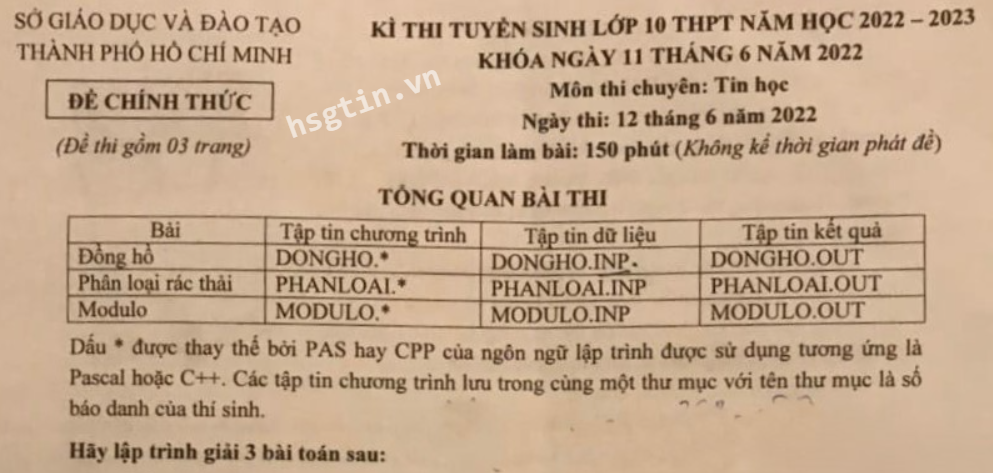 SỞ GIÁO DỤC VÀ ĐÀO TẠO
THÀNH PHỐ HỒ CHÍ MINH
ĐỀ CHÍNH THỨC
(Đề thi gồm 03 trang)
KÌ THI TUYỂN SINH LỚP 10 THPT NĂM HỌC 2022 – 2023
KHÓA NGÀY 11 THÁNG 6 NĂM 2022
Môn thi chuyên: Tin học
Ngày thi: 12 tháng 6 năm 2022
Thời gian làm bài: 150 phút (Không kể thời gian phát đề)
hsgtin.vn
TỔNG QUAN BÀI THI
Bài Tập tin chương trình Tập tin dữ liệu Tập tin kết quả
Đồng hồ DONGHO.* DONGHO.INP DONGHO.OUT
Phân loại rác thải PHANLOAI.* PHANLOAI.INP PHANLOAI.OUT
Modulo MODULO.* MODULO.INP MODULO.OUT
Dấu * được thay thế bởi PAS hay CPP của ngôn ngữ lập trình được sử dụng tương ứng là
Pascal hoặc C++. Các tập tin chương trình lưu trong cùng một thư mục với tên thư mục là số
báo danh của thí sinh.
Hãy lập trình giải 3 bài toán sau: